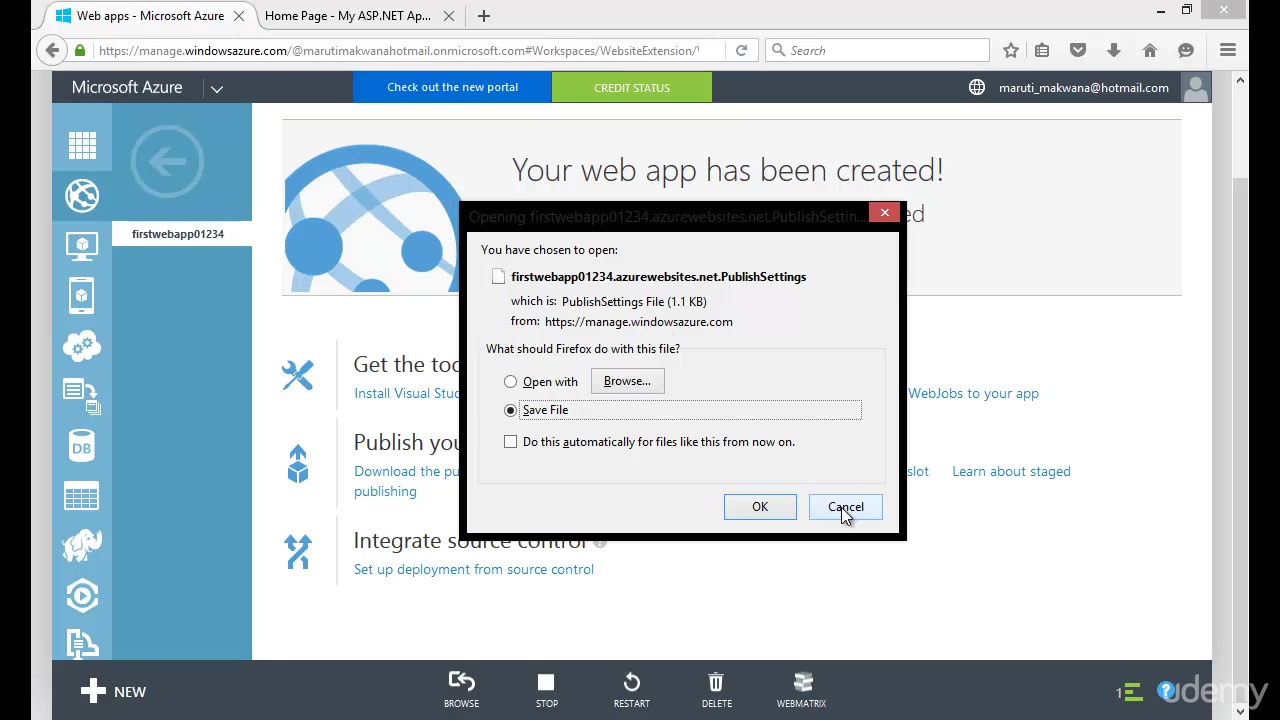 Web apps - Microsoft Azure
Home Page - My ASP.NET Ap...
https://manage.windowsazure.com/@marutimakwanahotmail.onmicrosoft.com#Workspaces/WebsiteExtension/
Search
Microsoft Azure
Check out the new portal
CREDIT STATUS
maruti_makwana@hotmail.com
Your web app has been created!
ed
firstwebapp01234
Opening firstwebapp01234.azurewebsites.net.PublishSettin...
You have chosen to open:
firstwebapp01234.azurewebsites.net.PublishSettings
which is: PublishSettings File (1.1 KB)
from: https://manage.windowsazure.com
What should Firefox do with this file?
Open with
Browse...
Save File
Do this automatically for files like this from now on.
OK
Cancel
Get the too
Install Visual Stud
WebJobs to your app
Publish you
Download the pu
slot
Learn about staged
publishing
DB
Integrate source control
Set up deployment from source control
NEW
BROWSE
STOP
RESTART
DELETE
WEBMATRIX
1
?
udemy